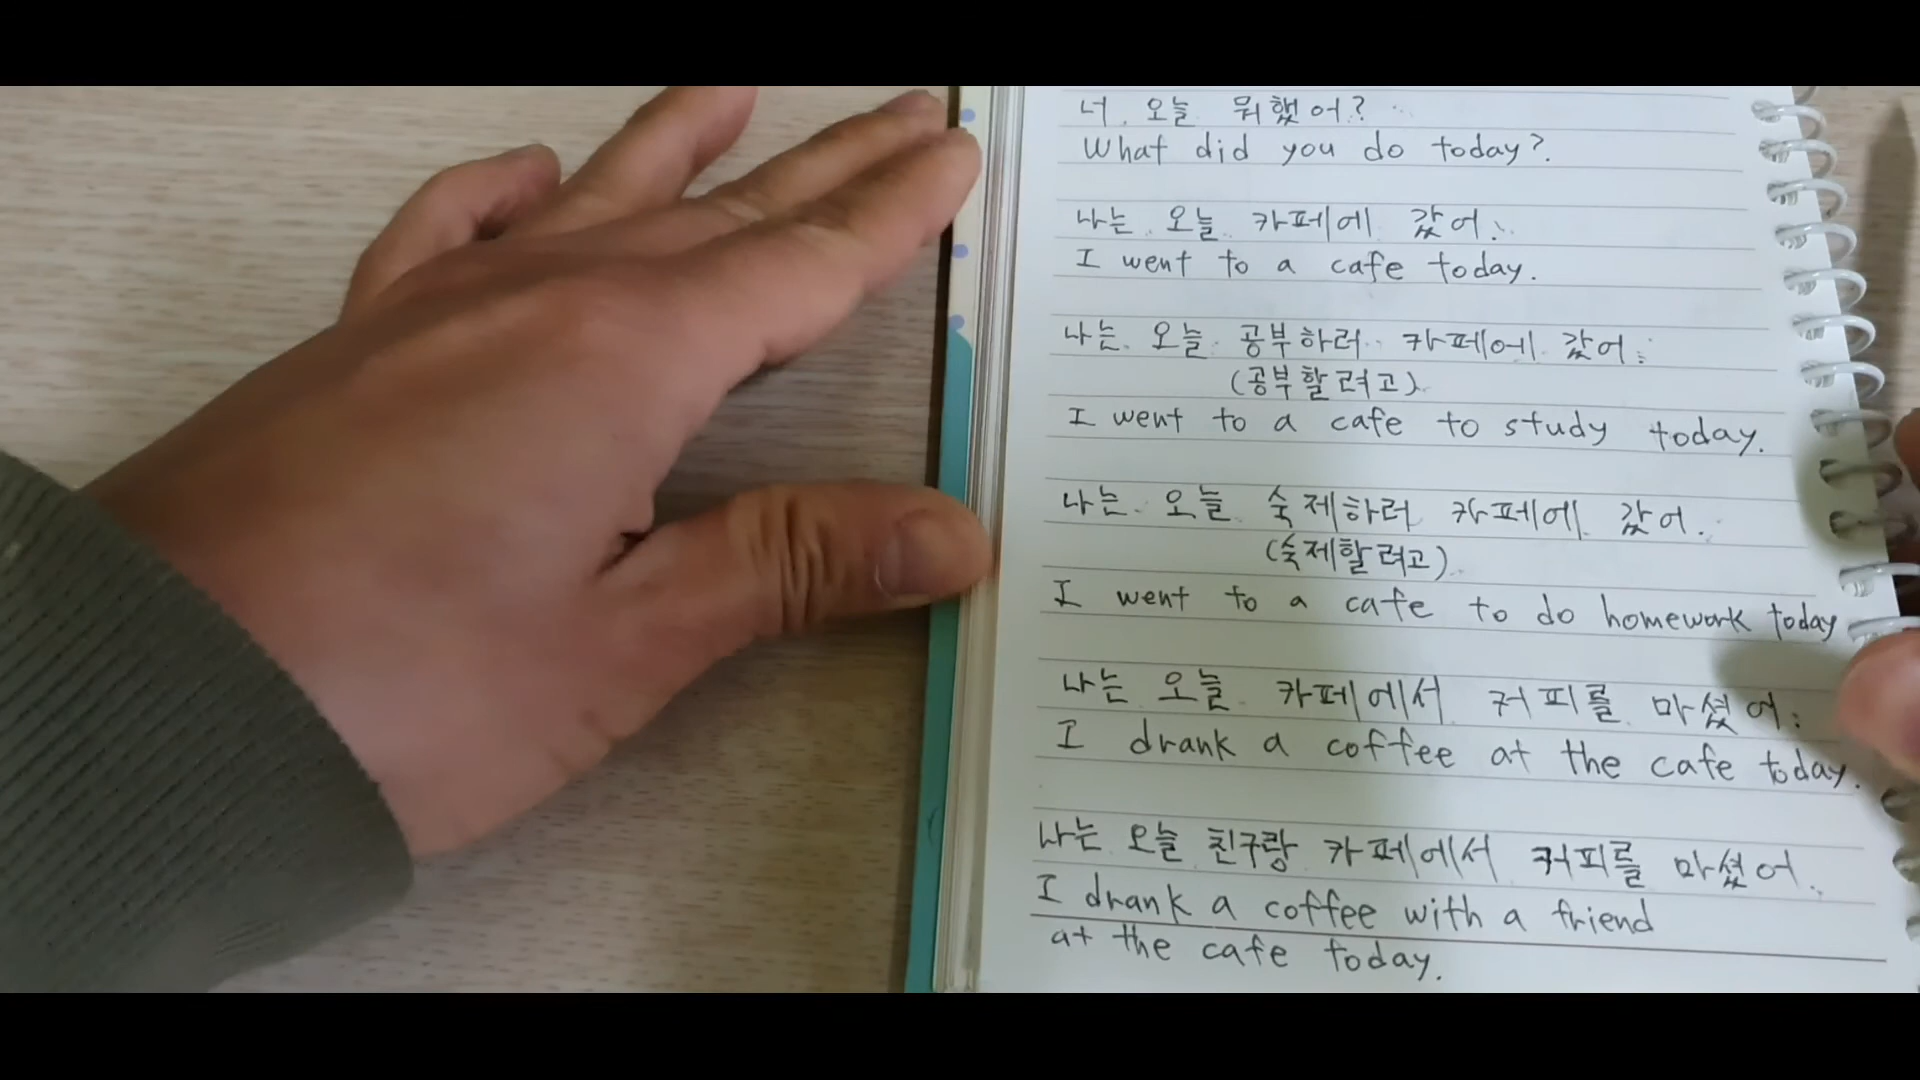 너 오늘 뭐했어?
What did you do today?
나는 오늘 카페에 갔어.
I went to a cafe today.
나는 오늘 공부하러 카페에 갔어.
(공부할려고)
I went to a cafe to study today.
나는 오늘 숙제하러 카페에 갔어.
(숙제할려고)
I went to a cafe to do homework today
나는 오늘 카페에서 커피를 마셨어.
I drank a coffee at the cafe today.
나는 오늘 친구랑 카페에서 커피를 마셨어.
I drank a coffee with a friend
at the cafe today.